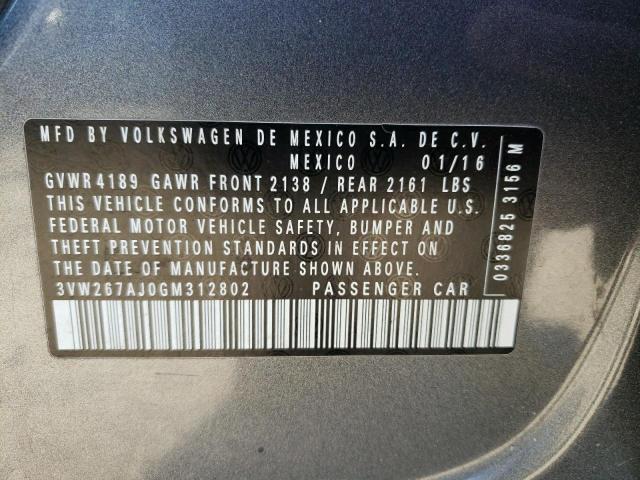 MFD BY VOLKSWAGEN DE MEXICO S.A. DE C.V.
MEXICO 01/16
GVWR 4189 GAWR FRONT 2138 / REAR 2161 LBS
THIS VEHICLE CONFORMS TO ALL APPLICABLE U.S.
FEDERAL MOTOR VEHICLE SAFETY, BUMPER AND
THEFT PREVENTION STANDARDS IN EFFECT ON
THE DATE OF MANUFACTURE SHOWN ABOVE.
3VW267AJ0GM312802 PASSENGER CAR
0336825 3156 M